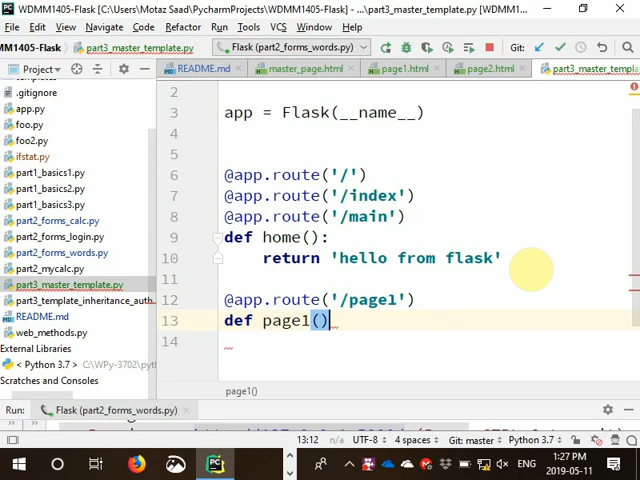 WDMM1405-Flask [C:\Users\Motaz Saad\PycharmProjects\WDMM1405-Flask] - ...\part3_master_template.py [WDMM1405...
File Edit View Navigate Code Refactor Run Tools VCS Window Help
MM1405-Flask part3_master_template.py Flask (part2_forms_words.py) Git:
Project README.md master_page.html page1.html page2.html part3_master_template.py
templates
.gitignore
app.py
foo.py
foo2.py
ifstat.py
part1_basics1.py
part1_basics2.py
part1_basics3.py
part2_forms_calc.py
part2_forms_login.py
part2_forms_words.py
part2_mycalc.py
part3_master_template.py
part3_template_inheritance_auth
README.md
web_methods.py
External Libraries
< Python 3.7 > C:\WPy-3702\pyth
Scratches and Consoles
2
3 app = Flask(__name__)
4
5
6 @app.route('/')
7 @app.route('/index')
8 @app.route('/main')
9 def home():
10 return 'hello from flask'
11
12 @app.route('/page1')
13 def page1()
14
page1()
Run: Flask (part2_forms_words.py)
13:12 n/a UTF-8 4 spaces Git: master Python 3.7
1:27 PM
2019-05-11